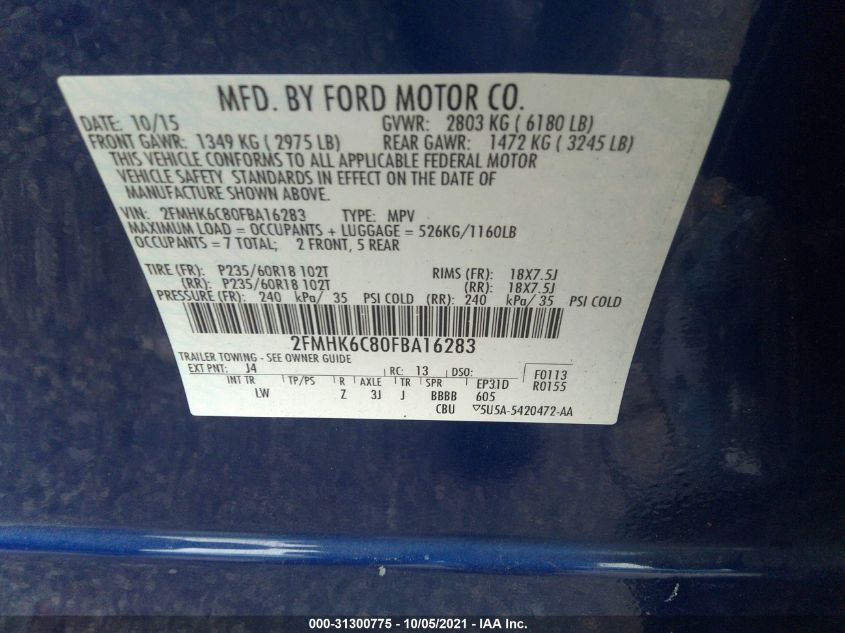 MFD. BY FORD MOTOR CO.
DATE: 10/15 GVWR: 2803 KG ( 6180 LB)
FRONT GAWR: 1349 KG ( 2975 LB) REAR GAWR: 1472 KG ( 3245 LB)
THIS VEHICLE CONFORMS TO ALL APPLICABLE FEDERAL MOTOR
VEHICLE SAFETY STANDARDS IN EFFECT ON THE DATE OF
MANUFACTURE SHOWN ABOVE.
VIN: 2FMHK6C80FBA16283 TYPE: MPV
MAXIMUM LOAD = OCCUPANTS + LUGGAGE = 526KG/1160LB
OCCUPANTS = 7 TOTAL; 2 FRONT, 5 REAR
TIRE (FR): P235/60R18 102T RIMS (FR): 18X7.5J
(RR): P235/60R18 102T (RR): 18X7.5J
PRESSURE (FR): 240 kPa/ 35 PSI COLD (RR): 240 kPa/ 35 PSI COLD
2FMHK6C80FBA16283
TRAILER TOWING - SEE OWNER GUIDE
EXT PNT: J4 RC: 13 DSO: F0113
R0155
INT TR TP/PS R AXLE TR SPR EP31D
LW Z 3J J BBBB 605
CBU ▽5U5A-5420472-AA
000-31300775 - 10/05/2021 - IAA Inc.